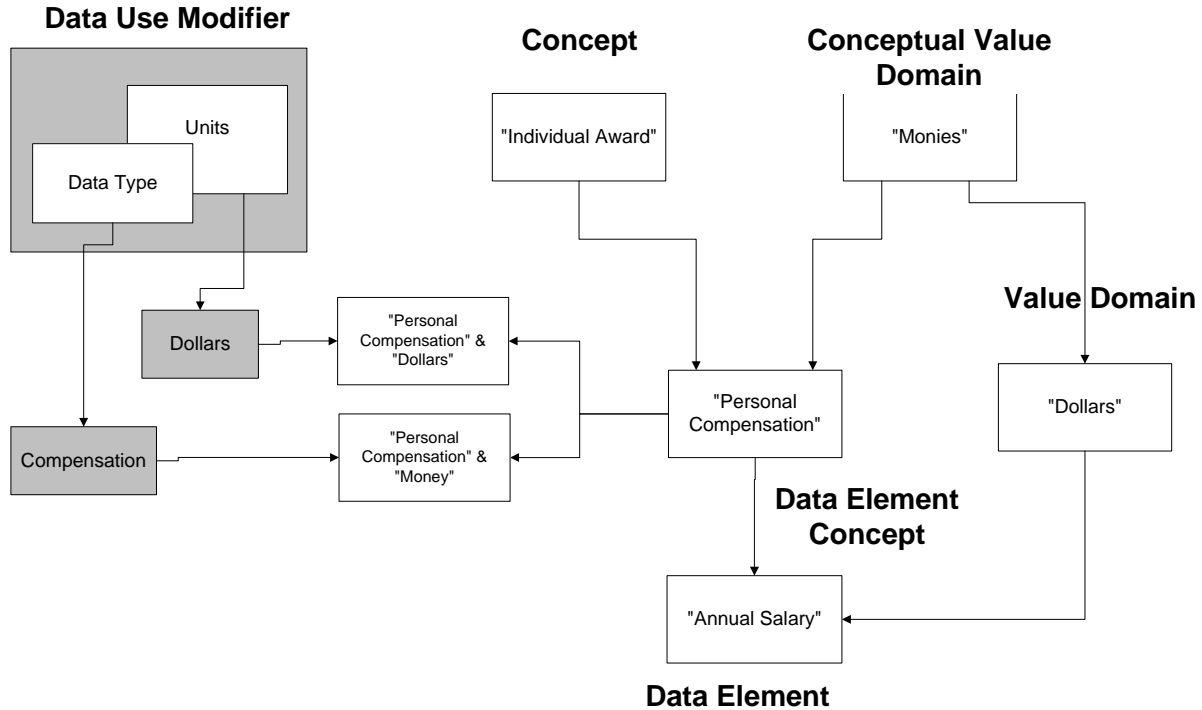 Data Use Modifier
Concept
Conceptual Value
Domain
Units
Data Type
"Individual Award"
"Monies"
Value Domain
Dollars
"Personal
Compensation" &
"Dollars"
"Personal
Compensation"
"Dollars"
Compensation
"Personal
Compensation" &
"Money"
Data Element
Concept
"Annual Salary"
Data Element